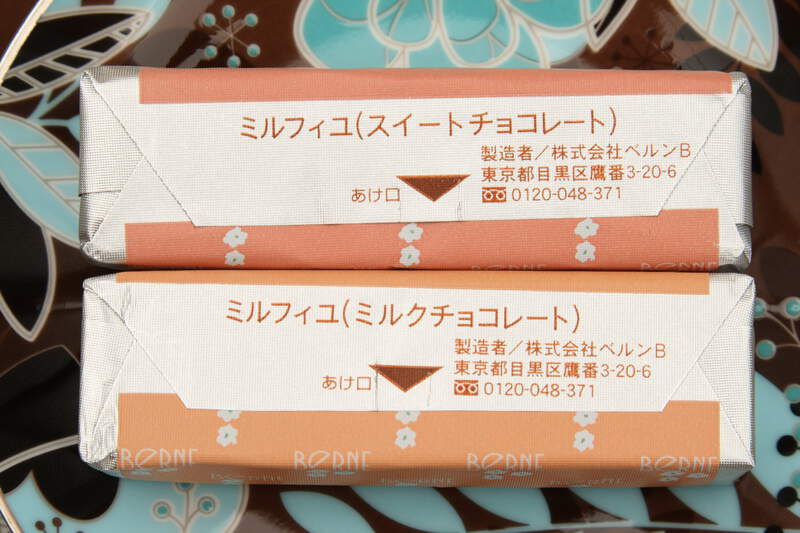 ミルフィユ(スイートチョコレート)
製造者/株式会社ベルンB
東京都目黒区鷹番3-20-6
あけ口
0120-048-371
BERNE
ミルフィユ(ミルクチョコレート)
製造者/株式会社ベルンB
東京都目黒区鷹番3-20-6
あけ口
0120-048-371
BERNE BERNE BERNE BERNE
BERNE